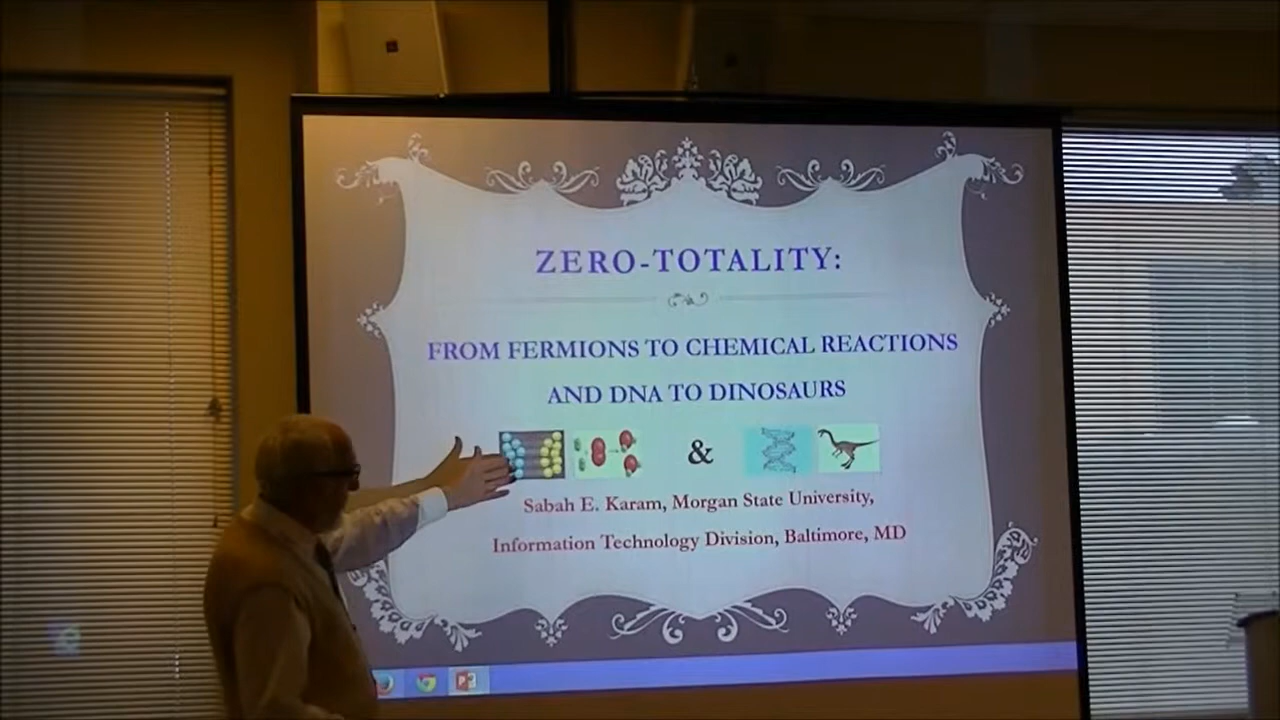 ZERO-TOTALITY:
FROM FERMIONS TO CHEMICAL REACTIONS
AND DNA TO DINOSAURS
&
Sabah E. Karam, Morgan State University,
Information Technology Division, Baltimore, MD